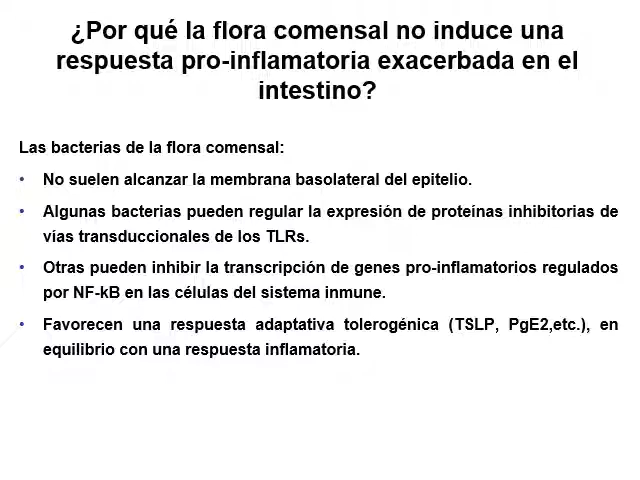 ¿Por qué la flora comensal no induce una
respuesta pro-inflamatoria exacerbada en el
intestino?
Las bacterias de la flora comensal:
• No suelen alcanzar la membrana basolateral del epitelio.
• Algunas bacterias pueden regular la expresión de proteínas inhibitorias de
vías transduccionales de los TLRs.
• Otras pueden inhibir la transcripción de genes pro-inflamatorios regulados
por NF-kB en las células del sistema inmune.
• Favorecen una respuesta adaptativa tolerogénica (TSLP, PgE2,etc.), en
equilibrio con una respuesta inflamatoria.